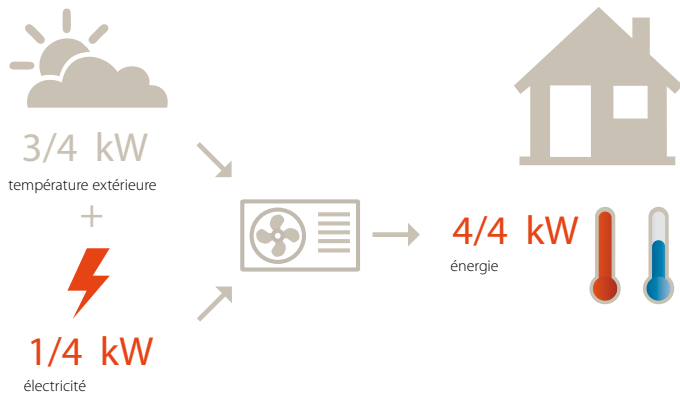 3/4 kW
température extérieure
+
1/4 kW
électricité
4/4 kW
énergie